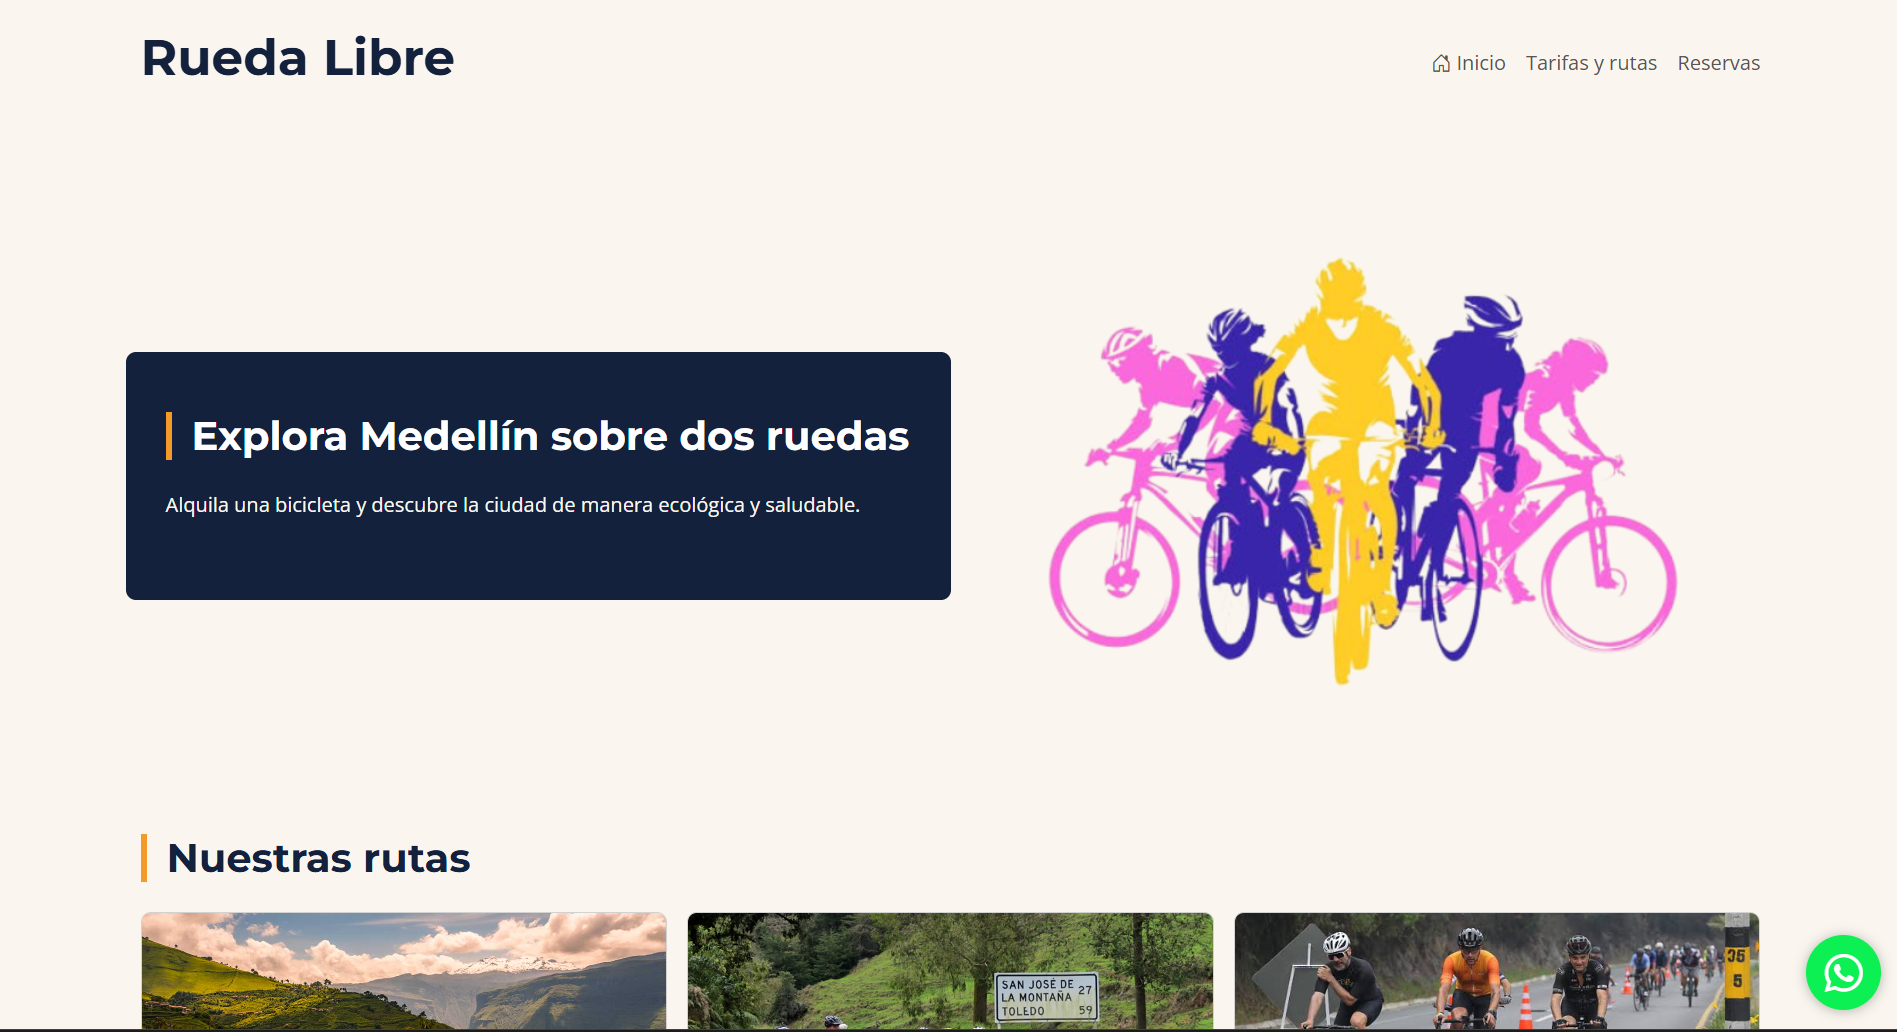 Rueda Libre
Inicio Tarifas y rutas Reservas
Explora Medellín sobre dos ruedas
Alquila una bicicleta y descubre la ciudad de manera ecológica y saludable.
Nuestras rutas
SAN JOSÉ DE
LA MONTAÑA 27
TOLEDO 59
35
5